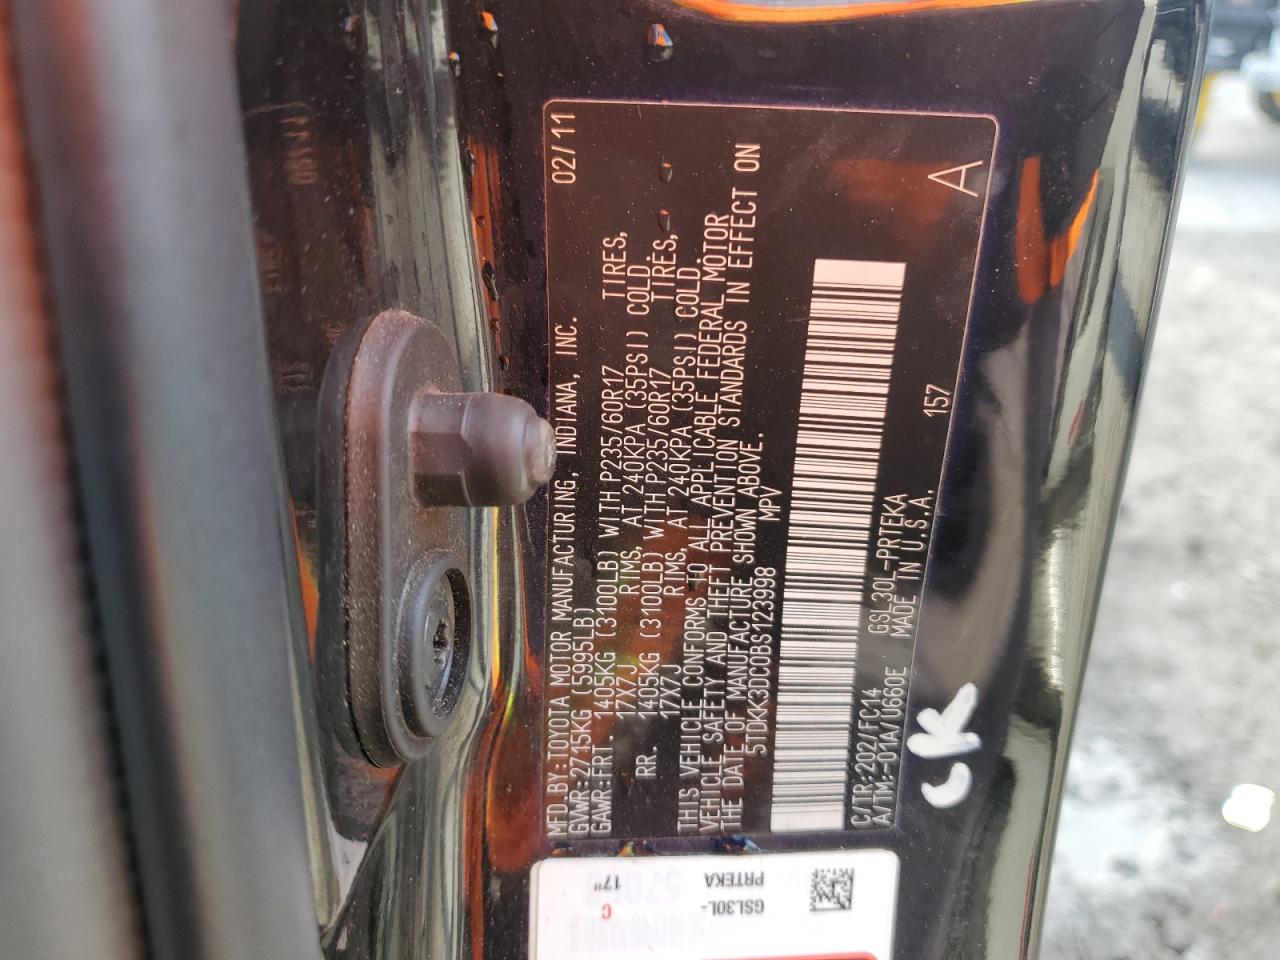 MFD.BY:TOYOTA MOTOR MANUFACTURING, INDIANA, INC. 02/11
GVWR:2715KG (5995LB)
GAWR:FRT. 1405KG (3100LB) WITH P235/60R17 TIRES,
17X7J RIMS, AT 240KPA (35PSI) COLD.
RR. 1405KG (3100LB) WITH P235/60R17 TIRES,
17X7J RIMS, AT 240KPA (35PSI) COLD.
THIS VEHICLE CONFORMS TO ALL APPLICABLE FEDERAL MOTOR
VEHICLE SAFETY AND THEFT PREVENTION STANDARDS IN EFFECT ON
THE DATE OF MANUFACTURE SHOWN ABOVE.
5TDKK3DC0BS123998 MPV
C/TR:202/FC14 GSL30L-PRTEKA 157 A
A/TM:-01A/U660E MADE IN U.S.A.
OK
C 17"
GSL30L-
PRTEKA